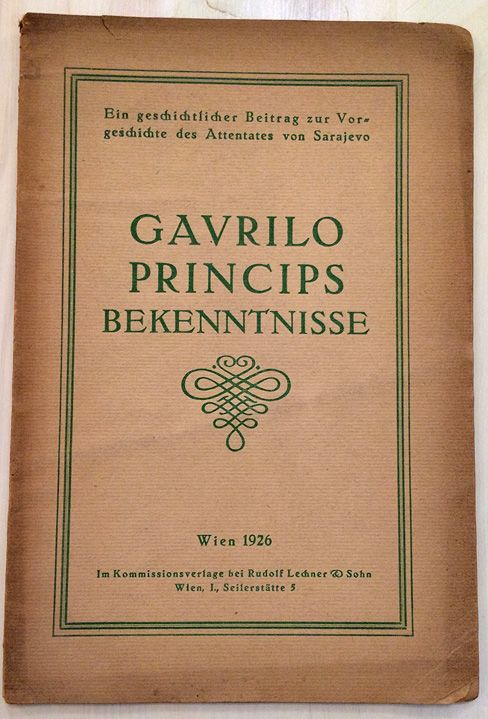 Ein geschichtlicher Beitrag zur Vor=
geschichte des Attentates von Sarajevo
GAVRILO
PRINCIPS
BEKENNTNISSE
Wien 1926
Im Kommissionsverlage bei Rudolf Lechner & Sohn
Wien, I., Seilerstätte 5